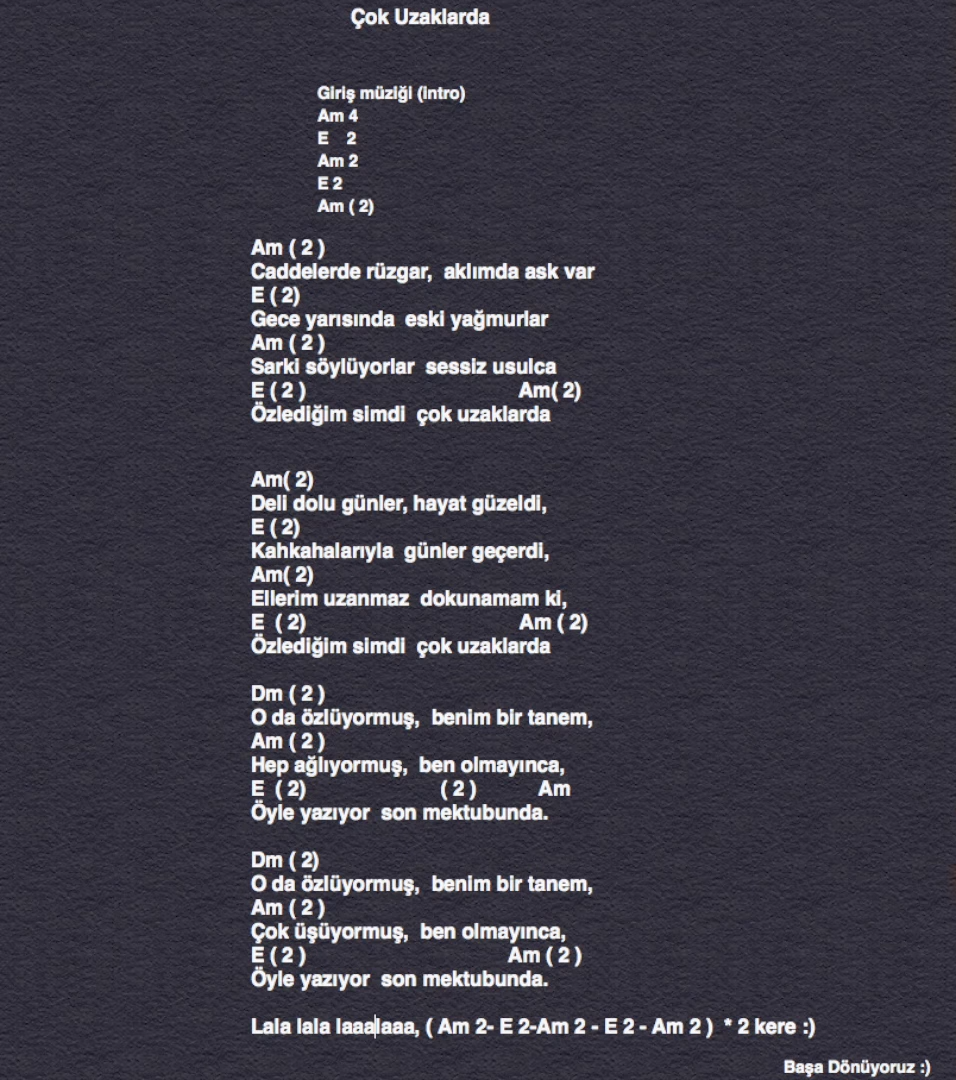 Çok Uzaklarda
Giriş müziği (intro)
Am 4
E 2
Am 2
E 2
Am ( 2)
Am ( 2 )
Caddelerde rüzgar, aklımda ask var
E ( 2)
Gece yarısında eski yağmurlar
Am ( 2 )
Sarki söylüyorlar sessiz usulca
E ( 2 ) Am( 2)
Özlediğim simdi çok uzaklarda
Am( 2)
Deli dolu günler, hayat güzeldi,
E ( 2)
Kahkahalarıyla günler geçerdi,
Am( 2)
Ellerim uzanmaz dokunamam ki,
E ( 2) Am ( 2)
Özlediğim simdi çok uzaklarda
Dm ( 2 )
O da özlüyormuş, benim bir tanem,
Am ( 2 )
Hep ağlıyormuş, ben olmayınca,
E ( 2) ( 2 ) Am
Öyle yazıyor son mektubunda.
Dm ( 2)
O da özlüyormuş, benim bir tanem,
Am ( 2 )
Çok üşüyormuş, ben olmayınca,
E ( 2 ) Am ( 2 )
Öyle yazıyor son mektubunda.
Lala lala laaalaaa, ( Am 2- E 2-Am 2 - E 2 - Am 2 ) * 2 kere :)
Başa Dönüyoruz :)